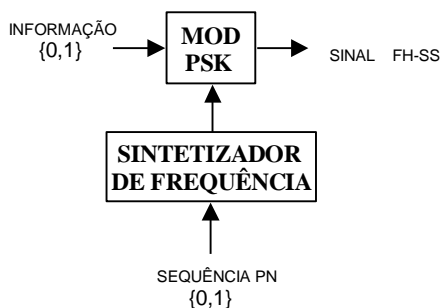 INFORMAÇÃO
{0,1}
MOD
PSK
SINAL FH-SS
SINTETIZADOR
DE FREQUÊNCIA
SEQUÊNCIA PN
{0,1}